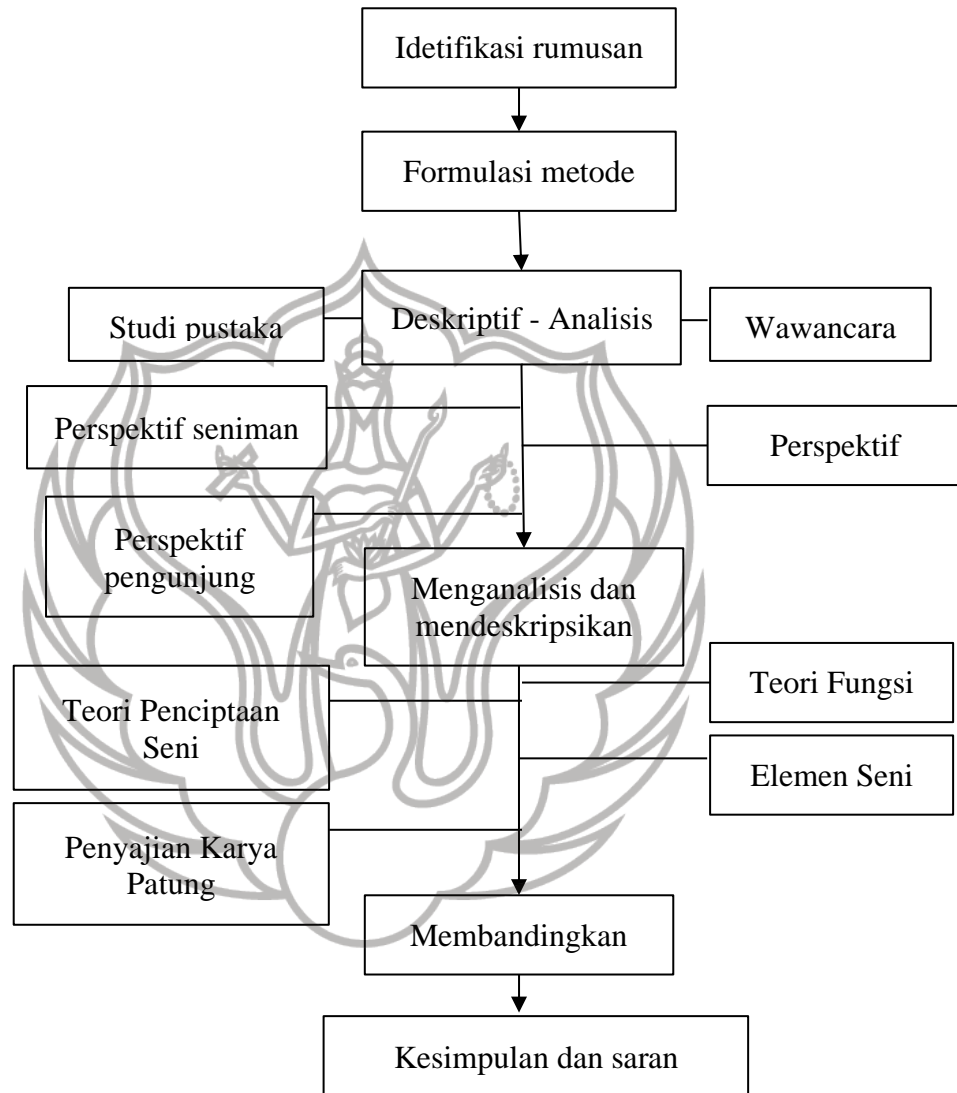 Idetifikasi rumusan
Formulasi metode
Studi pustaka
Deskriptif - Analisis
Wawancara
Perspektif seniman
Perspektif
Perspektif
pengunjung
Menganalisis dan
mendeskripsikan
Teori Fungsi
Teori Penciptaan
Seni
Elemen Seni
Penyajian Karya
Patung
Membandingkan
Kesimpulan dan saran